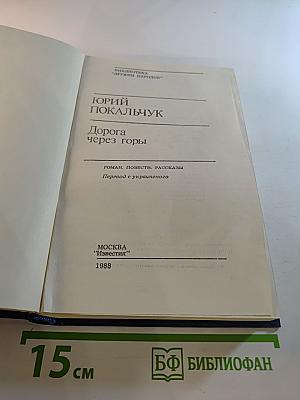 БИБЛИОТЕКА
"ДРУЖБЫ НАРОДОВ"
ЮРИЙ
ПОКАЛЬЧУК
Дорога
через горы
РОМАН, ПОВЕСТИ, РАССКАЗЫ
Перевод с украинского
МОСКВА
"Известия"
1988
15 см
БФ БИБЛИОФАН